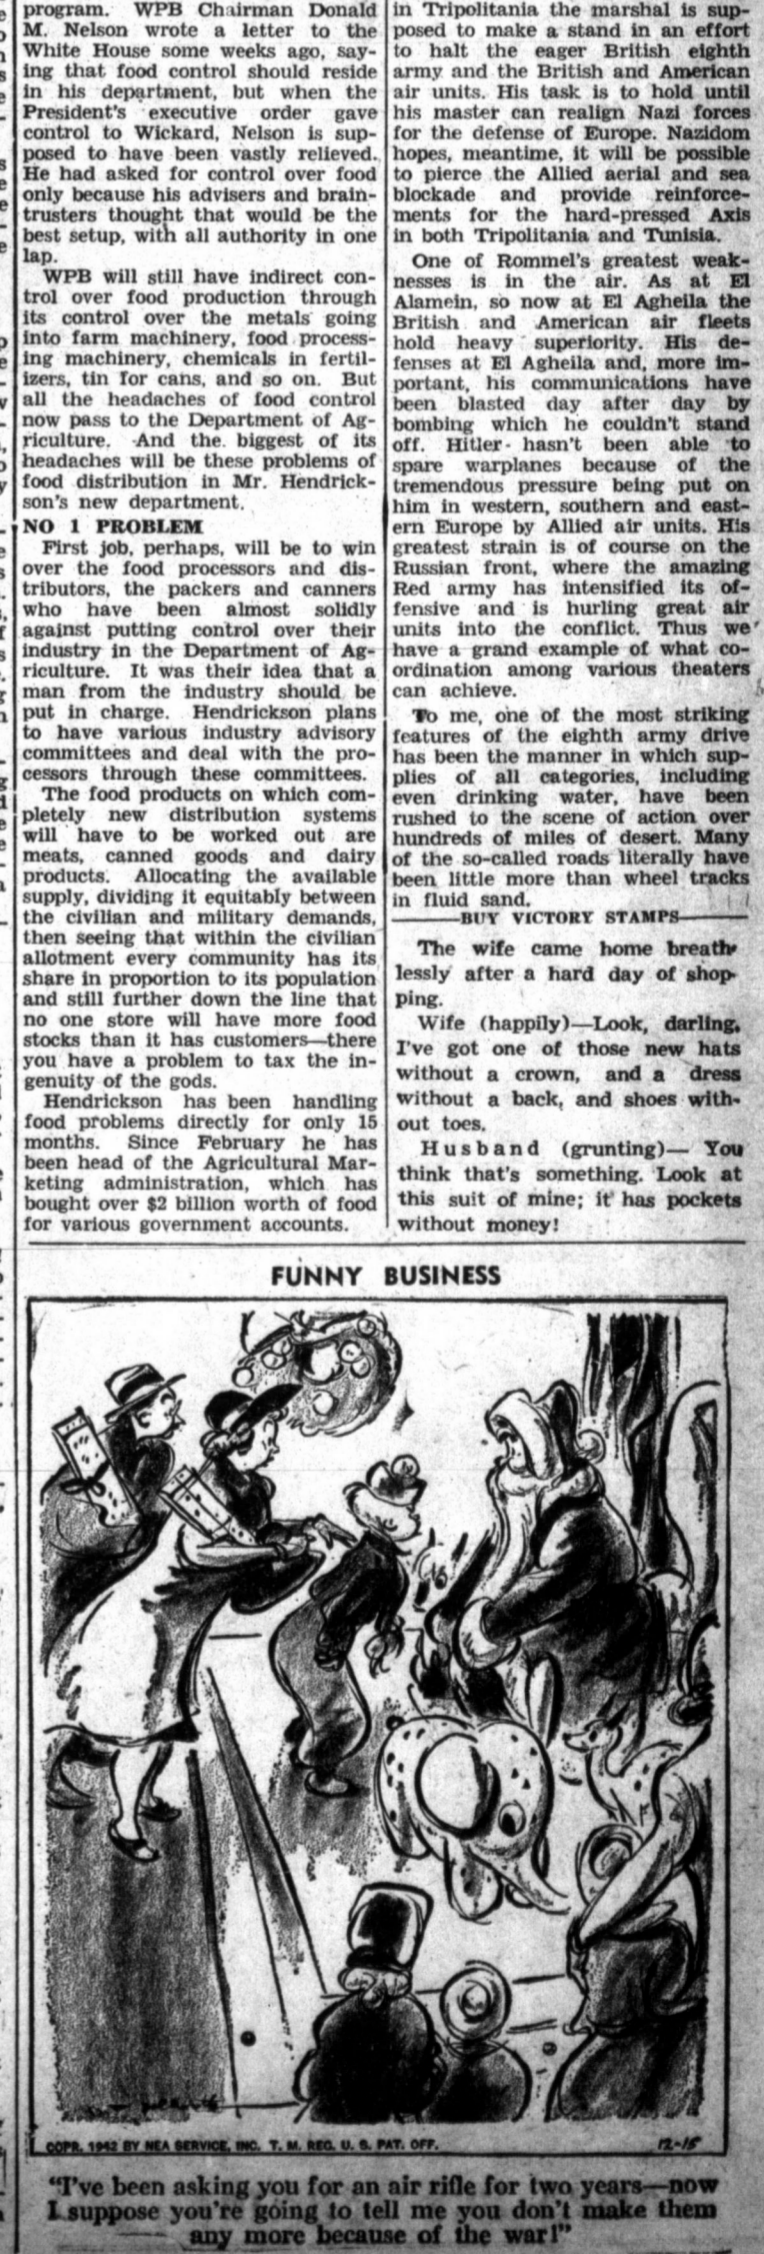 program. WPB Chairman Donald
M. Nelson wrote a letter to the
White House some weeks ago, say-
ing that food control should reside
in his department, but when the
President's executive order gave
control to Wickard, Nelson is sup-
posed to have been vastly relieved.
He had asked for control over food
only because his advisers and brain-
trusters thought that would be the
best setup, with all authority in one
lap.
WPB will still have indirect con-
trol over food production through
its control over the metals going
into farm machinery, food process-
ing machinery, chemicals in fertil-
izers, tin for cans, and so on. But
all the headaches of food control
now pass to the Department of Ag-
riculture. And the biggest of its
headaches will be these problems of
food distribution in Mr. Hendrick-
son's new department.
NO 1 PROBLEM
First job, perhaps, will be to win
over the food processors and dis-
tributors, the packers and canners
who have been almost solidly
against putting control over their
industry in the Department of Ag-
riculture. It was their idea that a
man from the industry should be
put in charge. Hendrickson plans
to have various industry advisory
committees and deal with the pro-
cessors through these committees.
The food products on which com-
pletely new distribution systems
will have to be worked out are
meats, canned goods and dairy
products. Allocating the available
supply, dividing it equitably between
the civilian and military demands,
then seeing that within the civilian
allotment every community has its
share in proportion to its population
and still further down the line that
no one store will have more food
stocks than it has customers—there
you have a problem to tax the in-
genuity of the gods.
Hendrickson has been handling
food problems directly for only 15
months. Since February he has
been head of the Agricultural Mar-
keting administration, which has
bought over $2 billion worth of food
for various government accounts.
in Tripolitania the marshal is sup-
posed to make a stand in an effort
to halt the eager British eighth
army and the British and American
air units. His task is to hold until
his master can realign Nazi forces
for the defense of Europe. Nazidom
hopes, meantime, it will be possible
to pierce the Allied aerial and sea
blockade and provide reinforce-
ments for the hard-pressed Axis
in both Tripolitania and Tunisia.
One of Rommel's greatest weak-
nesses is in the air. As at El
Alamein, so now at El Agheila the
British and American air fleets
hold heavy superiority. His de-
fenses at El Agheila and, more im-
portant, his communications have
been blasted day after day by
bombing which he couldn't stand
off. Hitler- hasn't been able to
spare warplanes because of the
tremendous pressure being put on
him in western, southern and east-
ern Europe by Allied air units. His
greatest strain is of course on the
Russian front, where the amazing
Red army has intensified its of-
fensive and is hurling great air
units into the conflict. Thus we
have a grand example of what co-
ordination among various theaters
can achieve.
To me, one of the most striking
features of the eighth army drive
has been the manner in which sup-
plies of all categories, including
even drinking water, have been
rushed to the scene of action over
hundreds of miles of desert. Many
of the so-called roads literally have
been little more than wheel tracks
in fluid sand.
BUY VICTORY STAMPS
The wife came home breath-
lessly after a hard day of shop-
ping.
Wife (happily)—Look, darling,
I've got one of those new hats
without a crown, and a dress
without a back, and shoes with-
out toes.
Husband (grunting)— You
think that's something. Look at
this suit of mine; it has pockets
without money!
FUNNY BUSINESS
COPR. 1942 BY NEA SERVICE, INC. T. M. REG. U. S. PAT. OFF.
12-15
"I've been asking you for an air rifle for two years—now
I suppose you're going to tell me you don't make them
any more because of the war!"